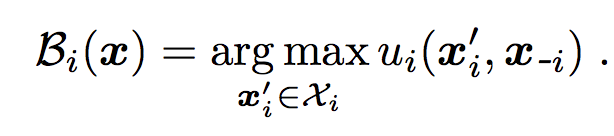 ℬᵢ(𝒙) = arg max uᵢ(𝒙′ᵢ, 𝒙₋ᵢ) .
𝒙′ᵢ∈𝒳ᵢ